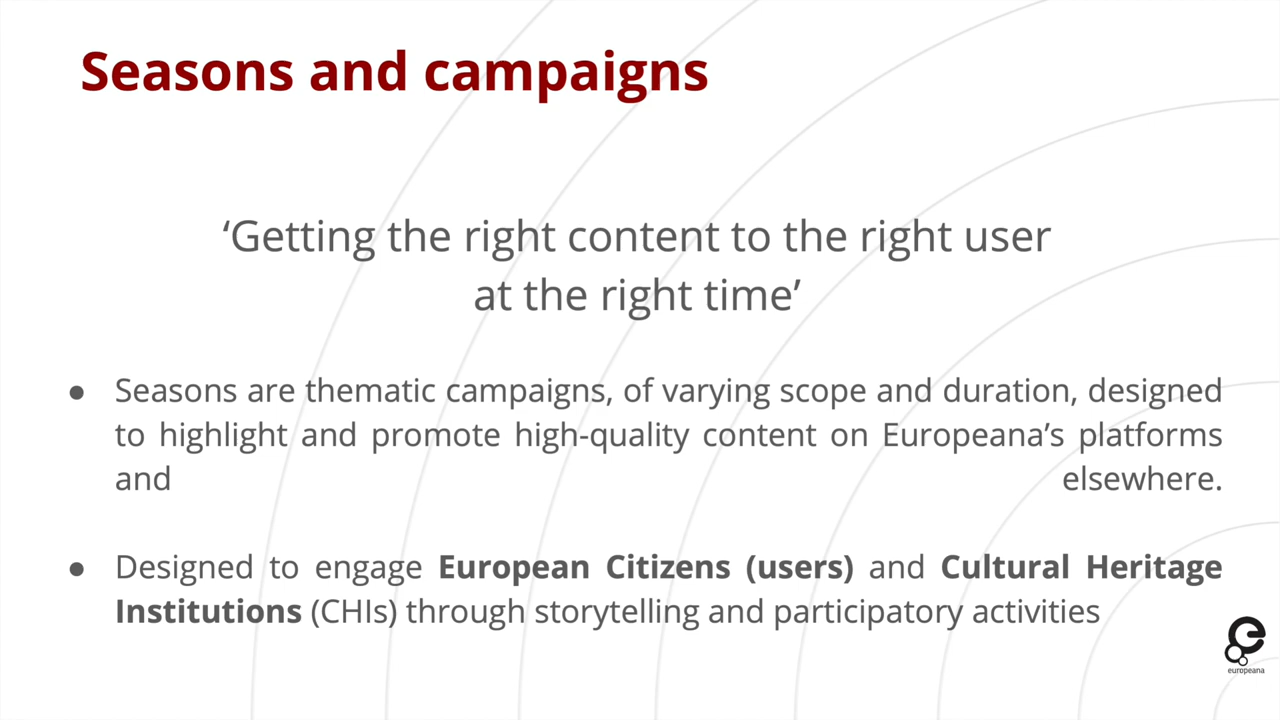 Seasons and campaigns
‘Getting the right content to the right user
at the right time’
● Seasons are thematic campaigns, of varying scope and duration, designed
to highlight and promote high-quality content on Europeana’s platforms
and elsewhere.
● Designed to engage European Citizens (users) and Cultural Heritage
Institutions (CHIs) through storytelling and participatory activities
europeana